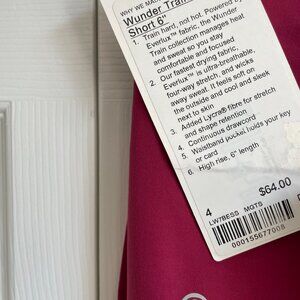 WHY WE MA
Wunder Trai
Short 6"
1. Train hard, not hot. Powered by
Everlux™ fabric, the Wunder
Train collection manages heat
and sweat so you stay
comfortable and focused
2. Our fastest drying fabric,
Everlux™ is ultra-breathable,
four-way stretch, and wicks
away sweat. It feels soft on
the outside and cool and sleek
next to skin
3. Added Lycra® fibre for stretch
and shape retention
4. Continuous drawcord
5. Waistband pocket holds your key
or card
6. High rise, 6" length
$64.00
4
LW7BESS MGTS
000155677008